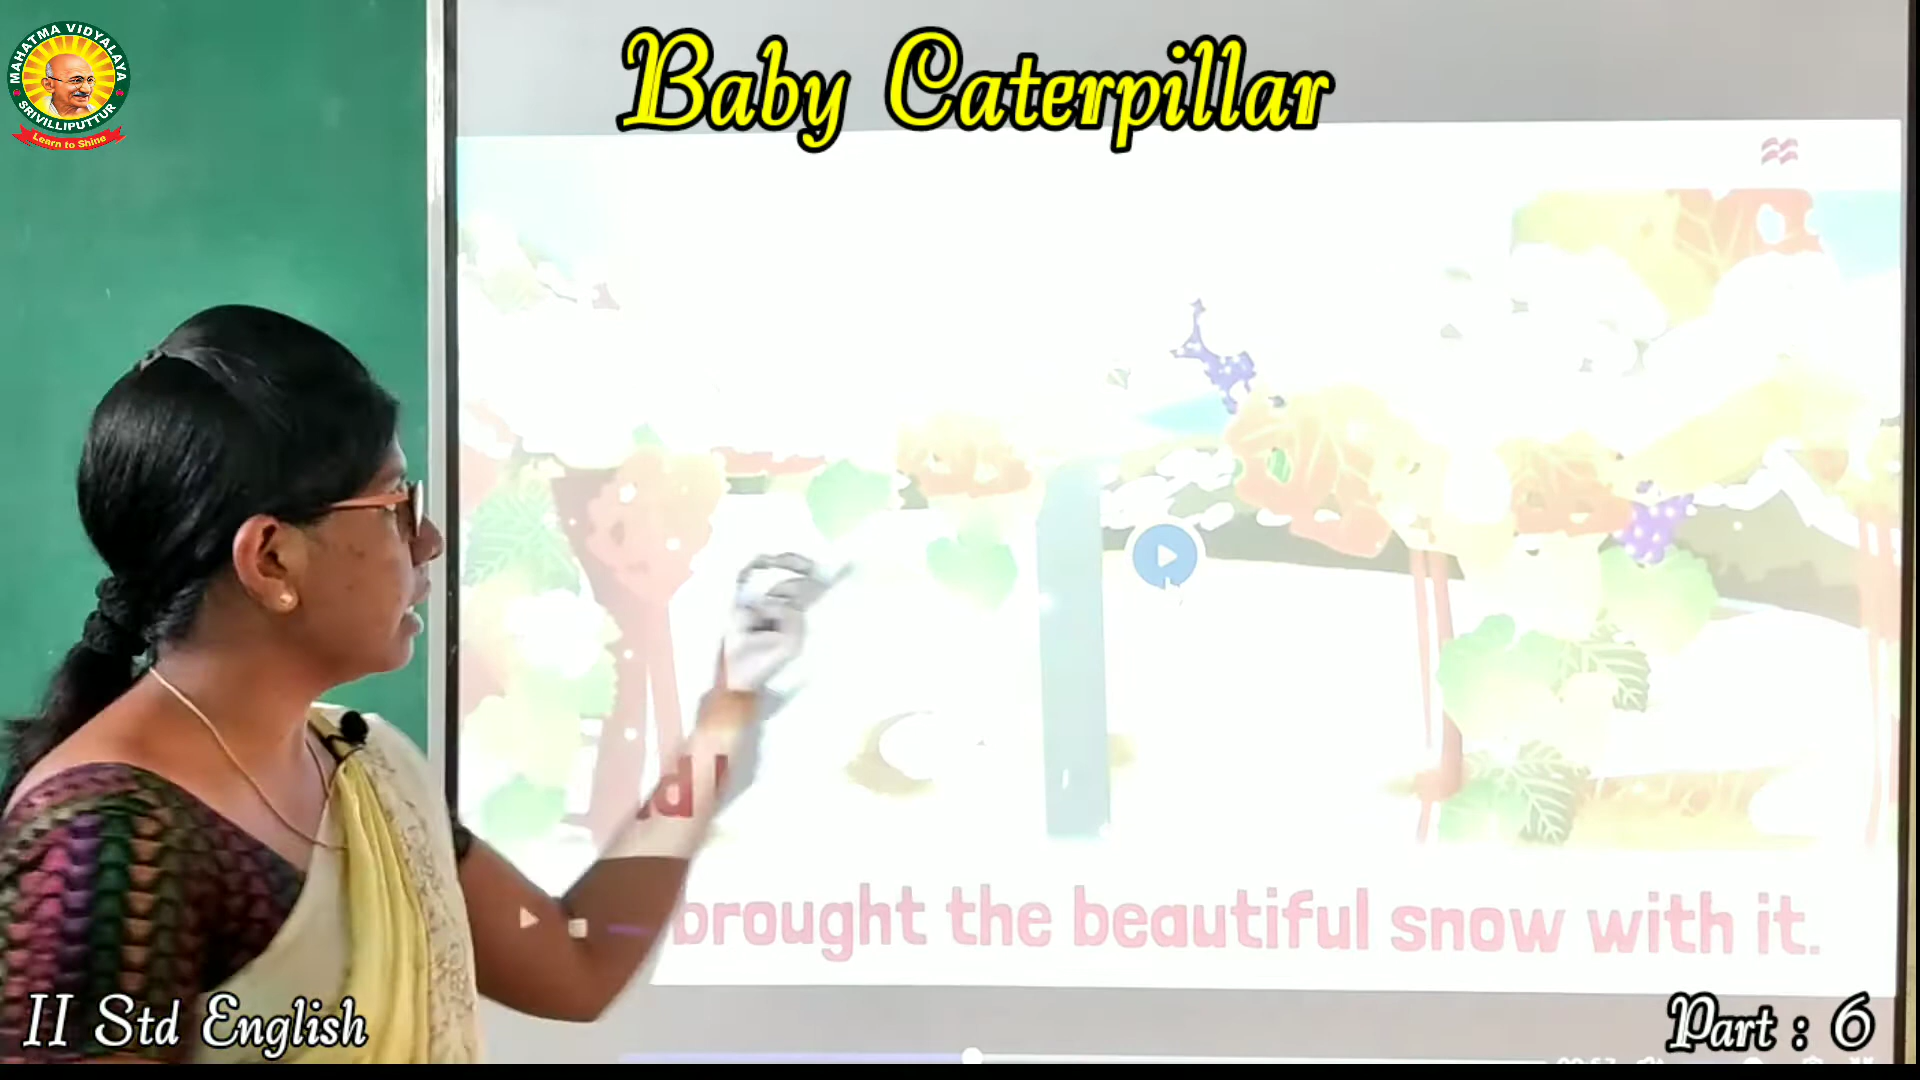 MAHATMA VIDYALAYA
SRIVILLIPUTTUR
Learn to Shine
Baby Caterpillar
brought the beautiful snow with it.
II Std English
Part : 6